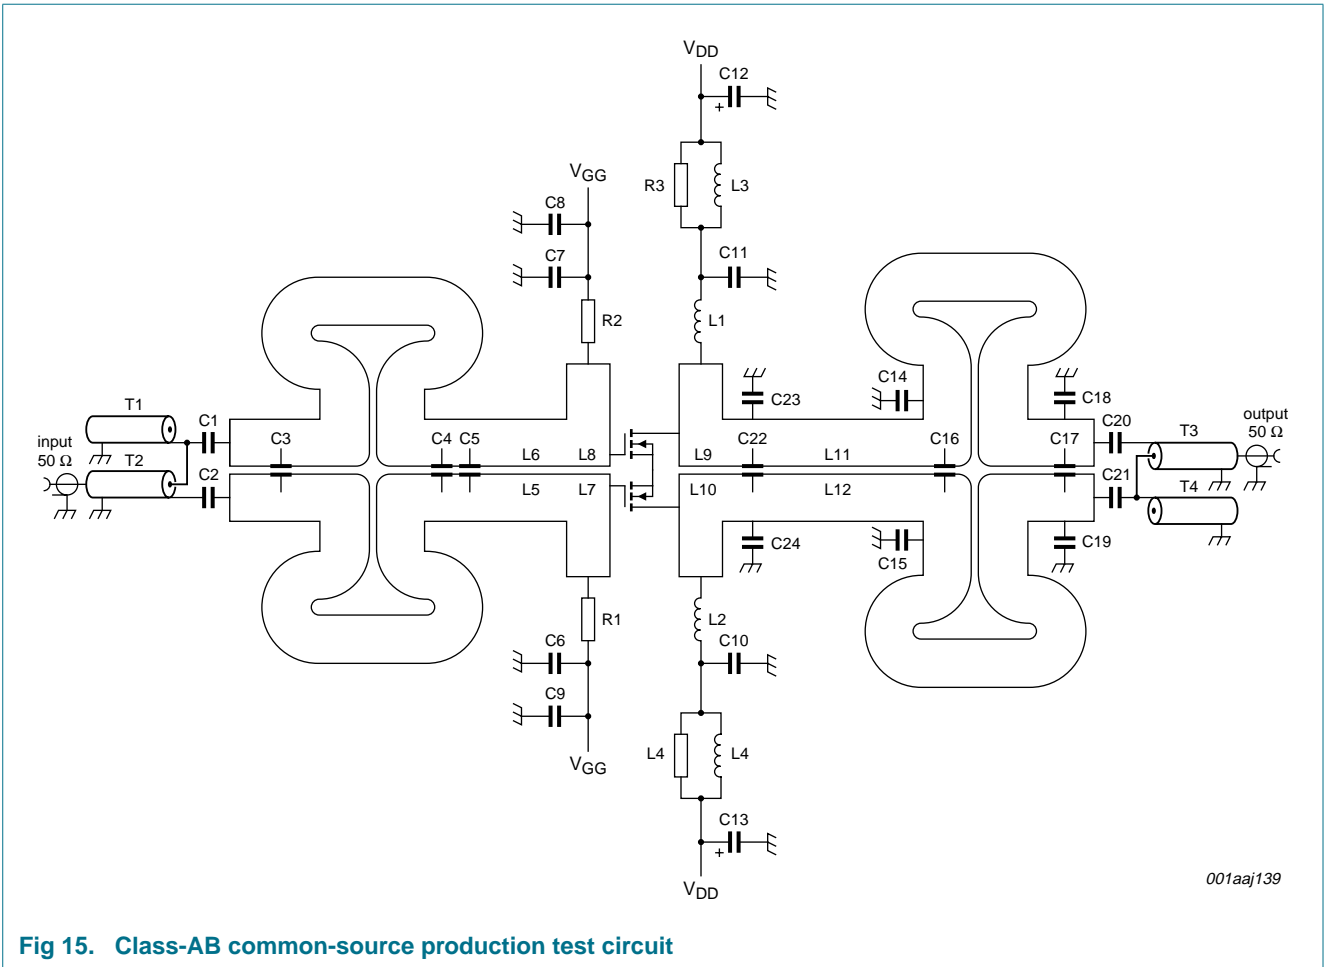 VDD
C12
R3
L3
VGG
C8
C7
C11
R2
L1
C14
C23
C18
T1
C1
C3
C4
C5
L6
L8
L9
C22
L11
C16
C17
C20
T3
output
50 Ω
input
50 Ω
T2
C2
L5
L7
L10
L12
C21
T4
C24
C15
C19
R1
L2
C6
C10
C9
VGG
L4
L4
C13
VDD
001aaj139
Fig 15. Class-AB common-source production test circuit